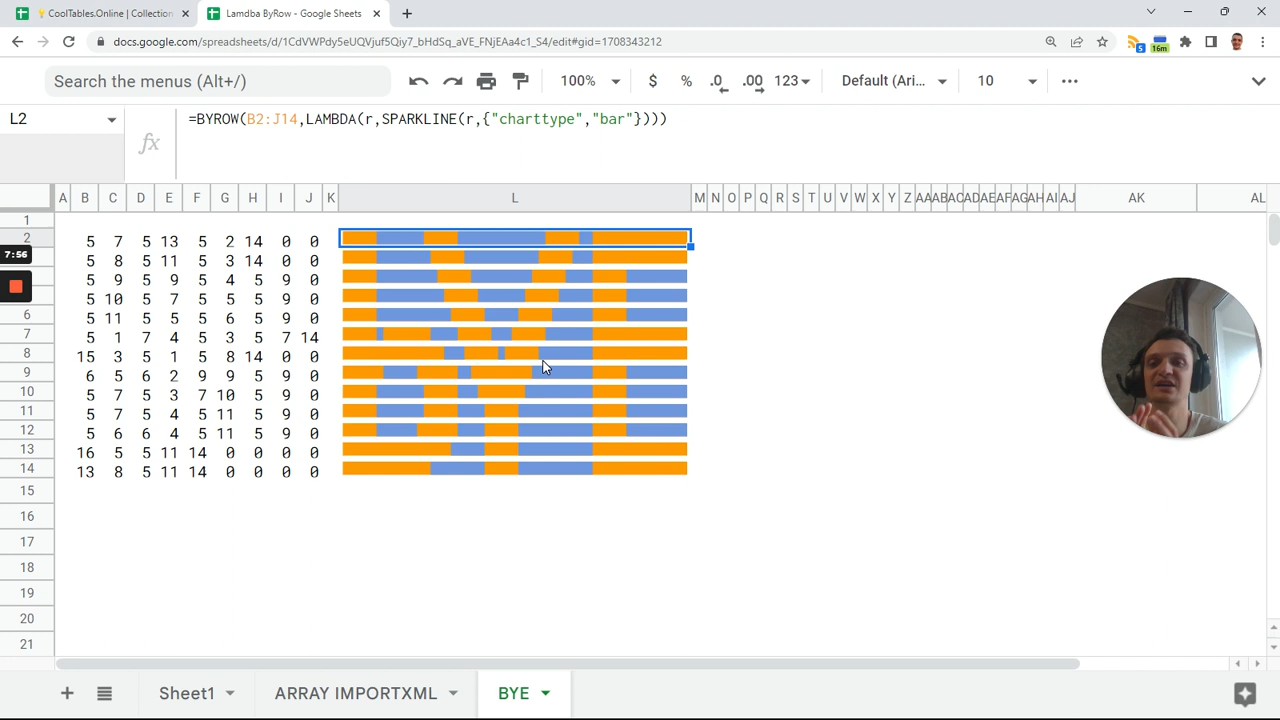 CoolTables.Online | Collection
Lamdba ByRow - Google Sheets
docs.google.com/spreadsheets/d/1CdVWPdy5eUQVjuf5Qiy7_bHdSq_aVE_FNjEAa4c1_S4/edit#gid=1708343212
5
16m
Search the menus (Alt+/)
100%
$
%
.0
.00
123
Default (Ari...
10
L2
=BYROW(B2:J14,LAMBDA(r,SPARKLINE(r,{"charttype","bar"})))
A B C D E F G H I J K L M N O P Q R S T U V W X Y Z AA AB AC AD AE AF AG AH AI AJ AK AL
1
2 5 7 5 13 5 2 14 0 0
7:56 5 8 5 11 5 3 14 0 0
5 9 5 9 5 4 5 9 0
5 10 5 7 5 5 5 9 0
6 5 11 5 5 5 6 5 9 0
7 5 1 7 4 5 3 5 7 14
8 15 3 5 1 5 8 14 0 0
9 6 5 6 2 9 9 5 9 0
10 5 7 5 3 7 10 5 9 0
11 5 7 5 4 5 11 5 9 0
12 5 6 6 4 5 11 5 9 0
13 16 5 5 11 14 0 0 0 0
14 13 8 5 11 14 0 0 0 0
15
16
17
18
19
20
21
Sheet1
ARRAY IMPORTXML
BYE